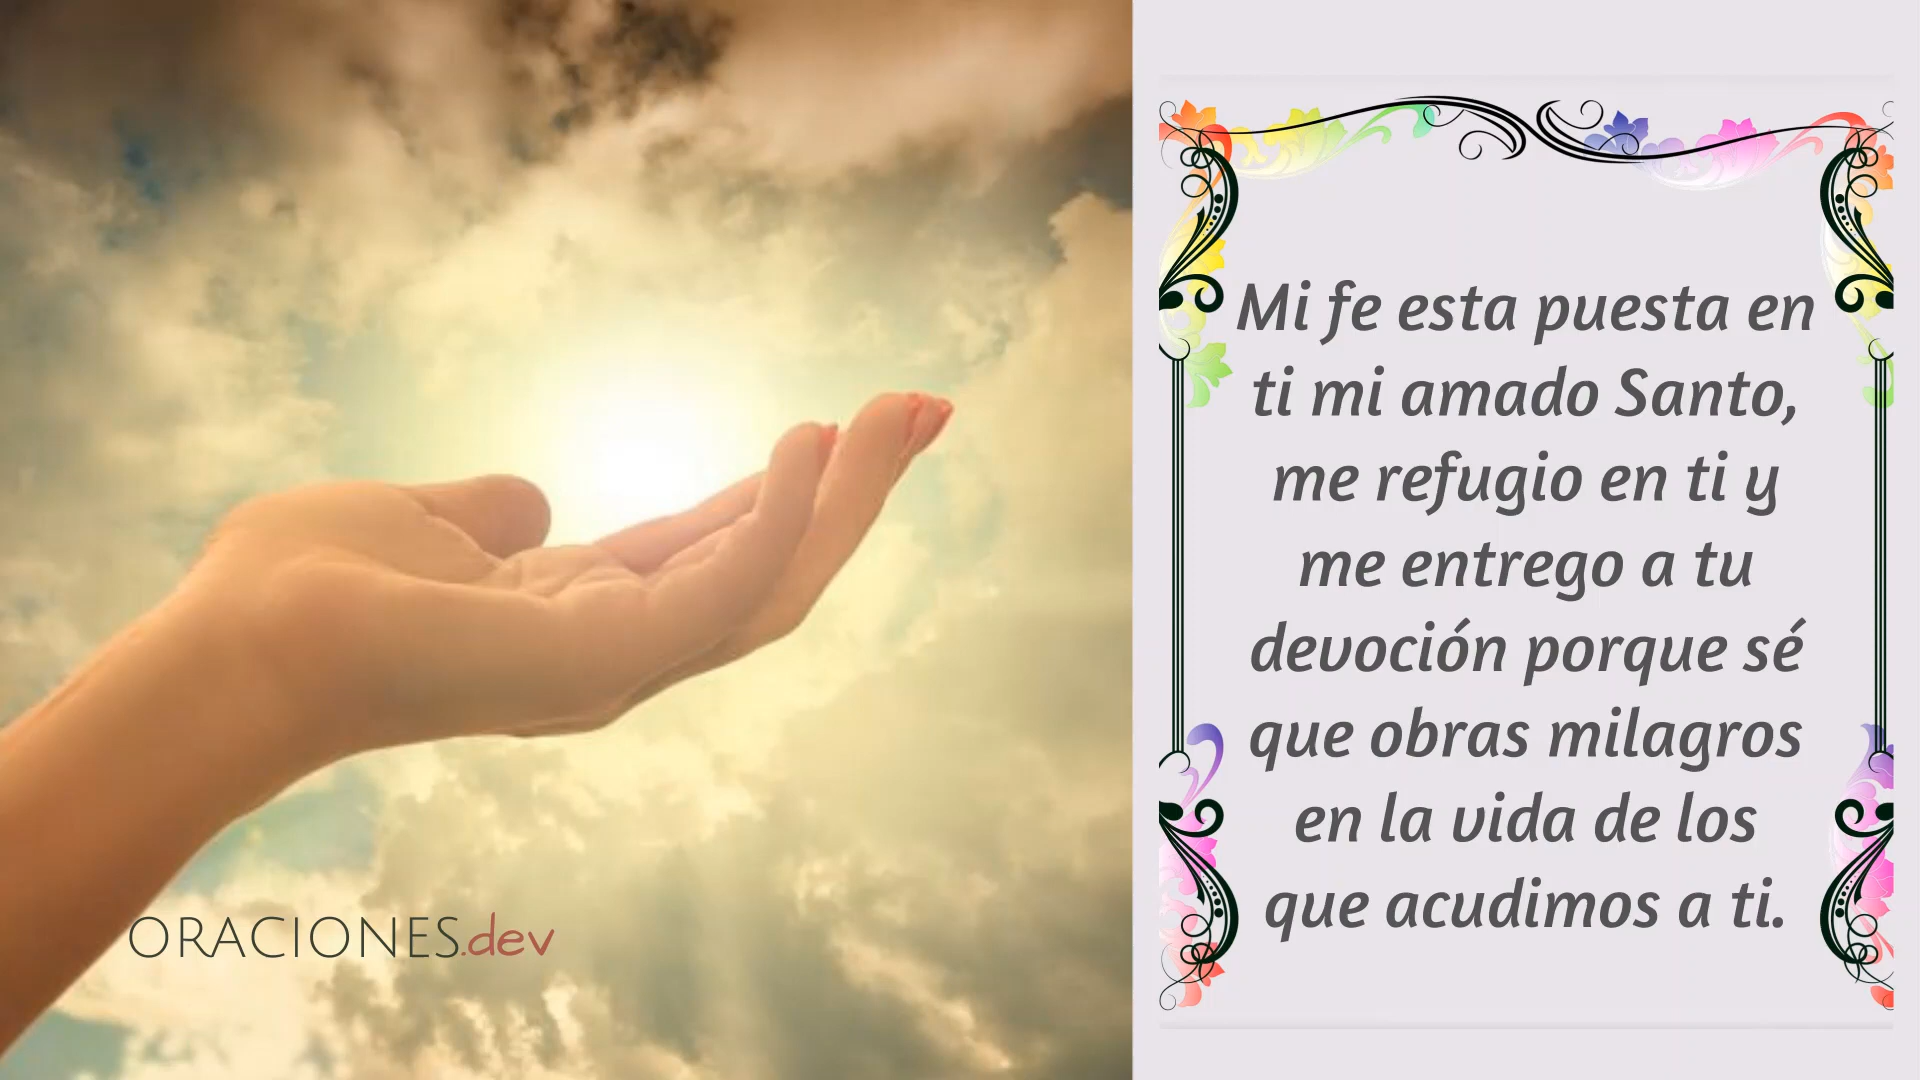 ORACIONES.dev
Mi fe esta puesta en
ti mi amado Santo,
me refugio en ti y
me entrego a tu
devoción porque sé
que obras milagros
en la vida de los
que acudimos a ti.